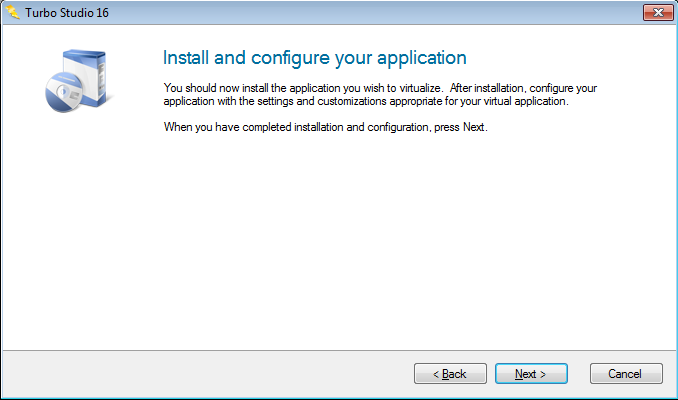 Turbo Studio 16
Install and configure your application
You should now install the application you wish to virtualize.  After installation, configure your
application with the settings and customizations appropriate for your virtual application.
When you have completed installation and configuration, press Next.
< Back
Next >
Cancel